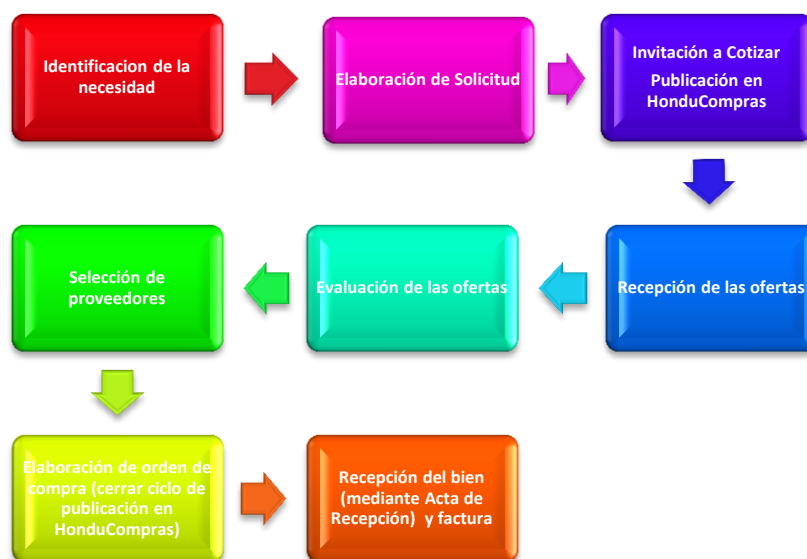 Identificacion de la
necesidad
Elaboración de Solicitud
Invitación a Cotizar
Publicación en
HonduCompras
Recepción de las ofertas
Evaluación de las ofertas
Selección de
proveedores
Elaboración de orden de
compra (cerrar ciclo de
publicación en
HonduCompras)
Recepción del bien
(mediante Acta de
Recepción) y factura